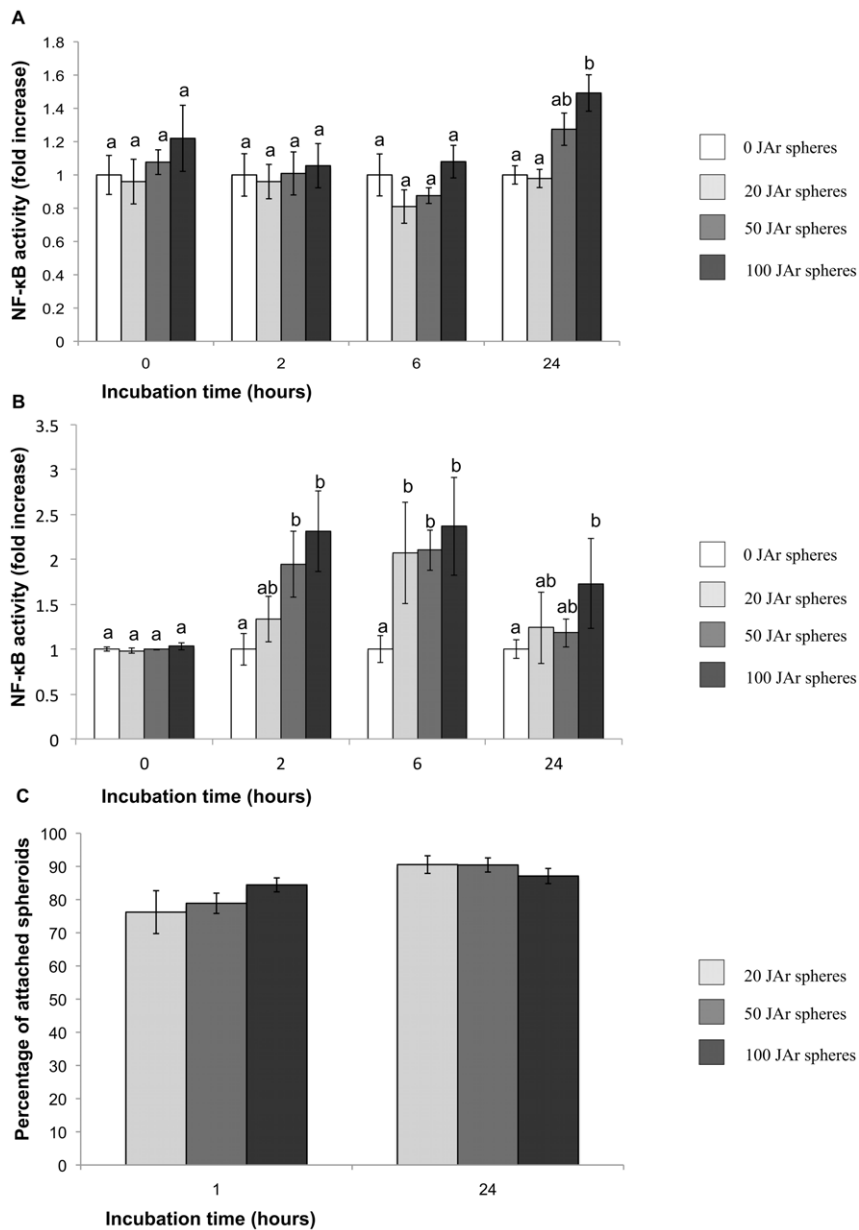 A
NF-κB activity (fold increase)
1.8
1.6
1.4
1.2
1
0.8
0.6
0.4
0.2
0
a a a a
a a a a
a a a a
a a ab b
0 2 6 24
Incubation time (hours)
0 JAr spheres
20 JAr spheres
50 JAr spheres
100 JAr spheres
B
NF-κB activity (fold increase)
3.5
3
2.5
2
1.5
1
0.5
0
a a a a
a ab b b
a b b b
a ab ab b
0 2 6 24
Incubation time (hours)
0 JAr spheres
20 JAr spheres
50 JAr spheres
100 JAr spheres
C
Percentage of attached spheroids
100
90
80
70
60
50
40
30
20
10
0
1 24
Incubation time (hours)
20 JAr spheres
50 JAr spheres
100 JAr spheres